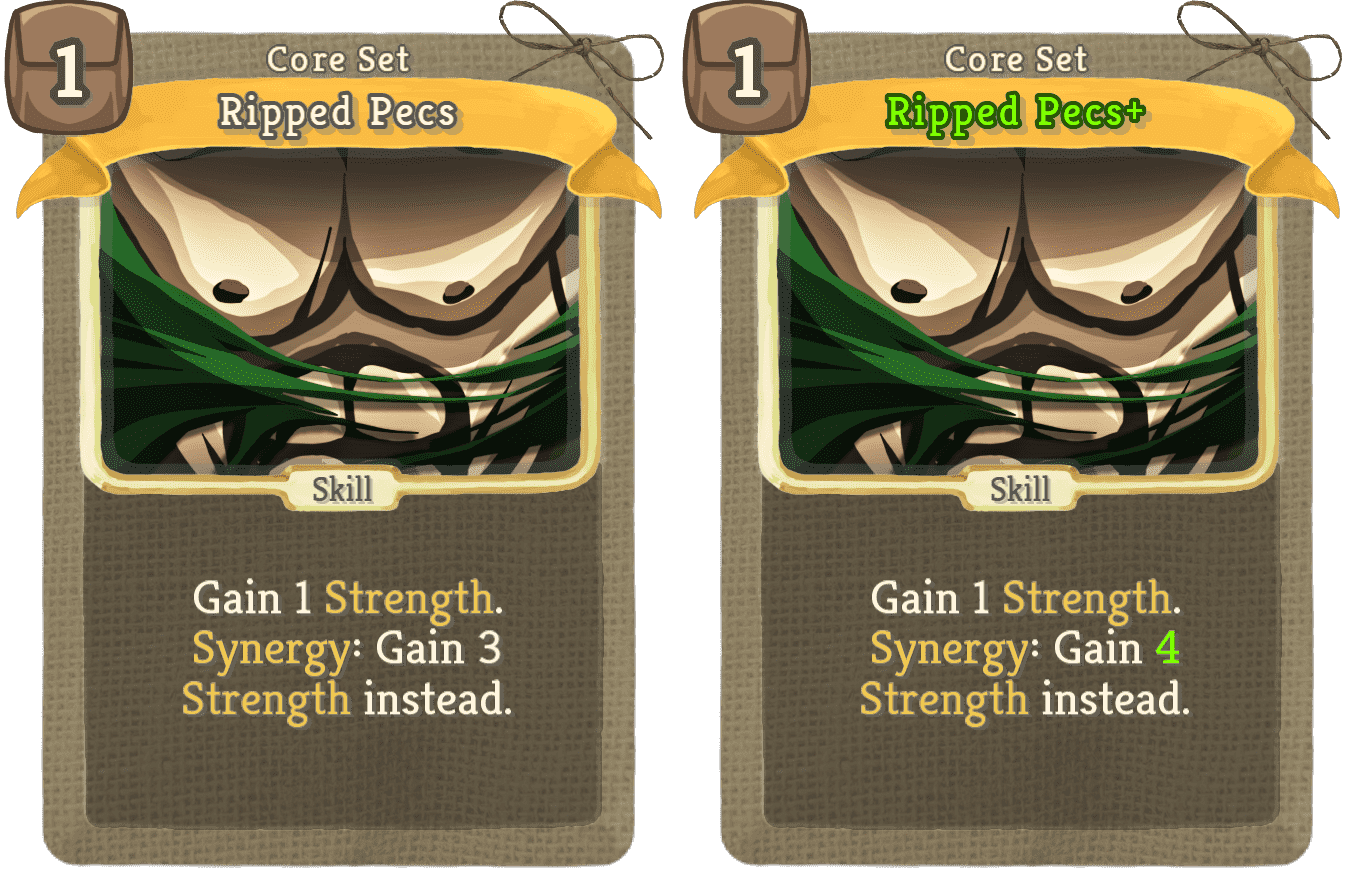 1
Core Set
Ripped Pecs
Skill
Gain 1 Strength.
Synergy: Gain 3
Strength instead.
1
Core Set
Ripped Pecs+
Skill
Gain 1 Strength.
Synergy: Gain 4
Strength instead.